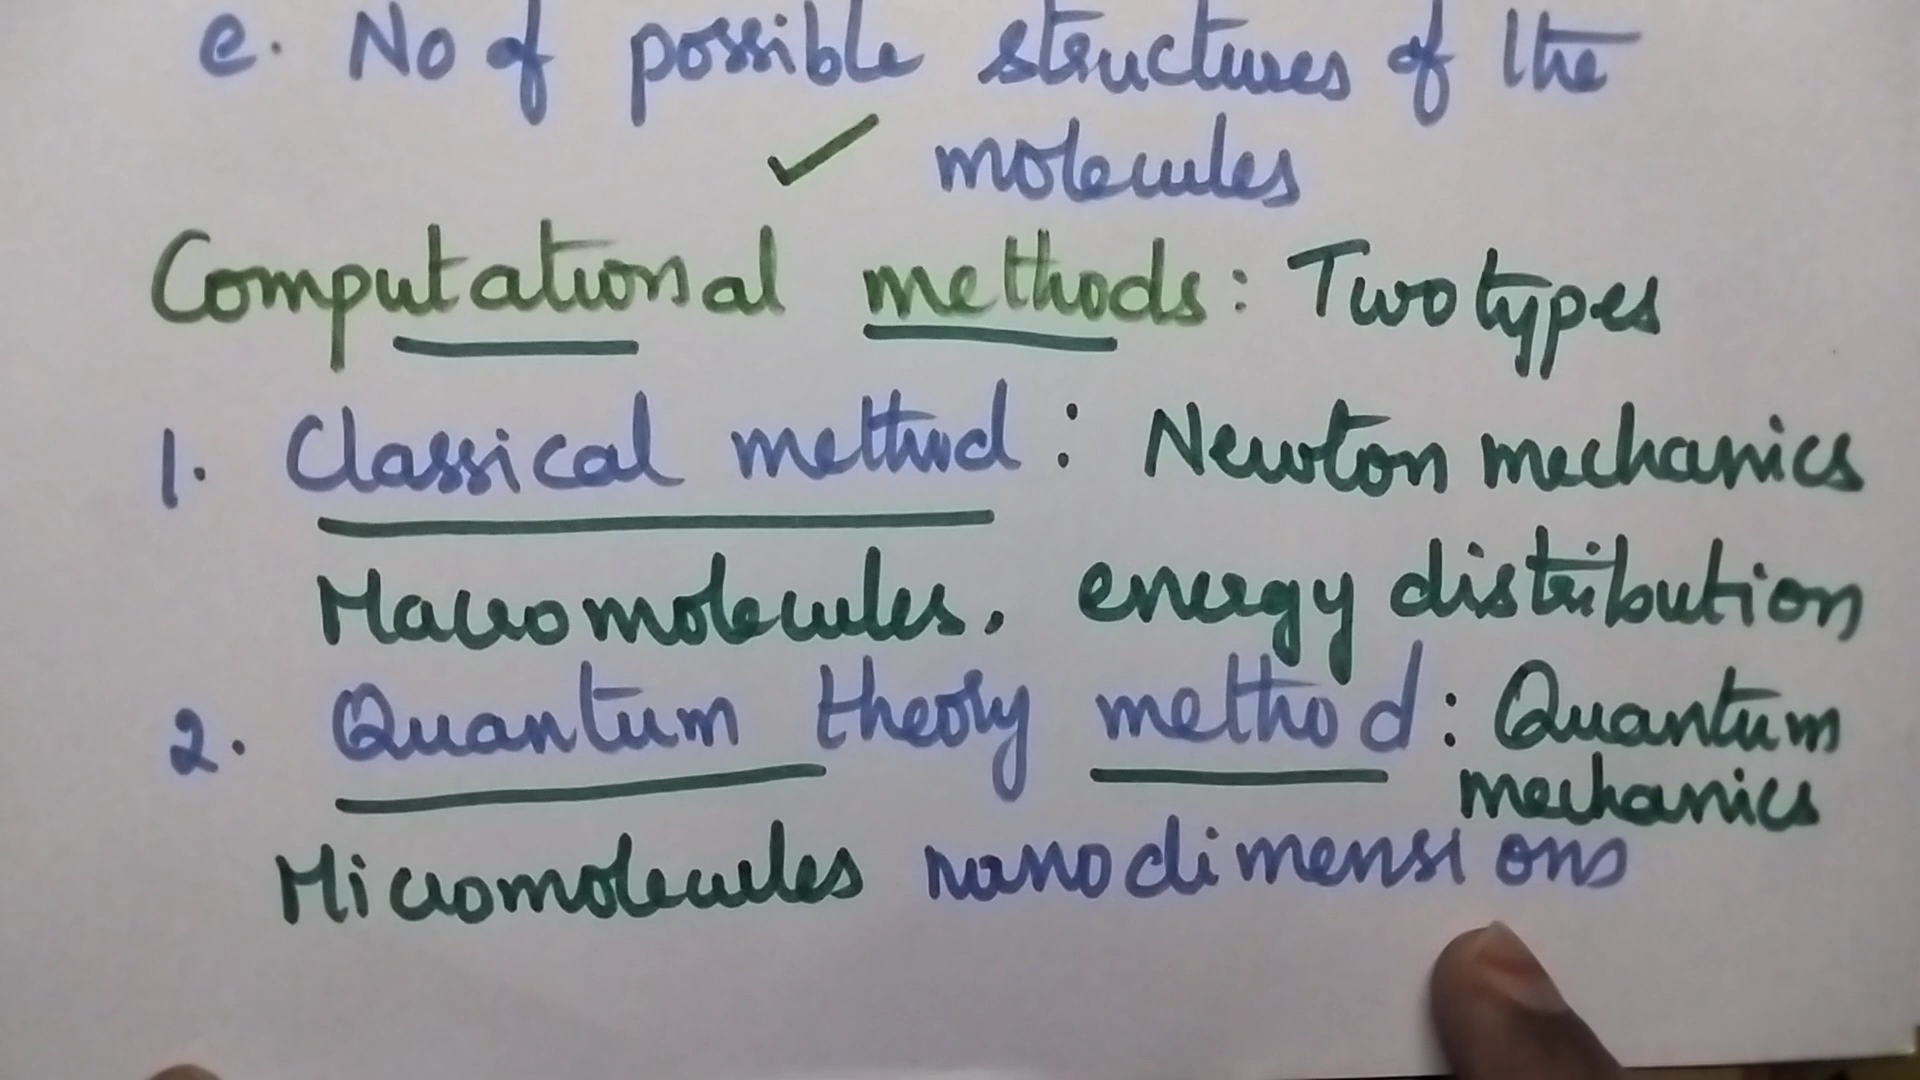 e. No of possible structures of the
molecules
Computational methods: Two types
1. Classical method: Newton mechanics
Macromolecules. energy distribution
2. Quantum theory method: Quantum
mechanics
Micromolecules nanodimensions